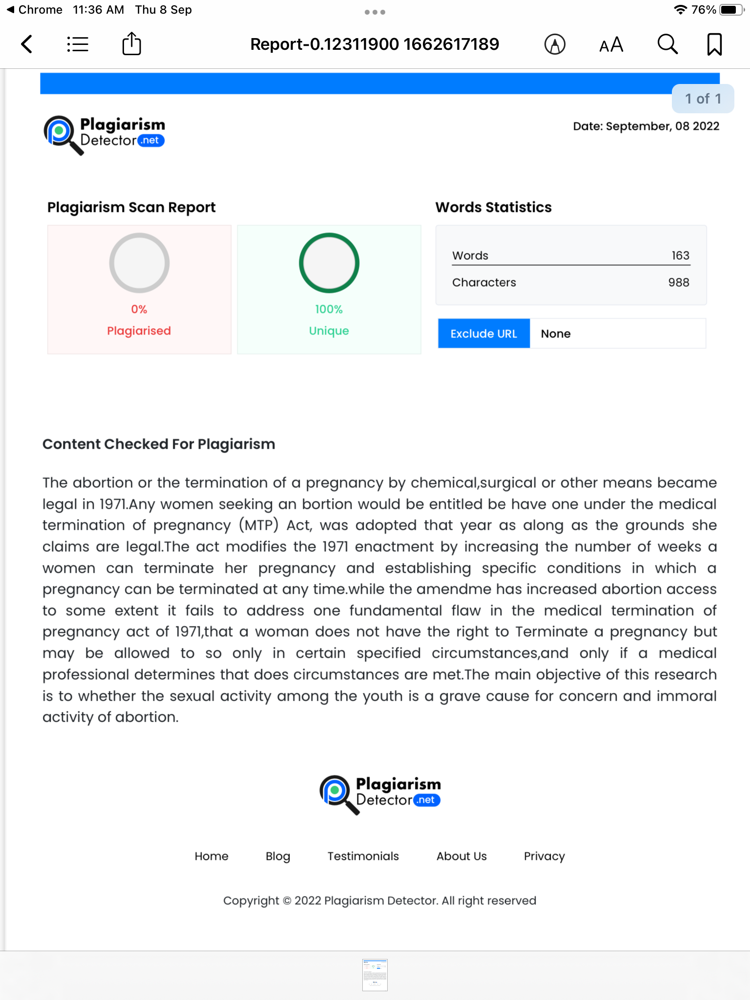 Chrome 11:36 AM Thu 8 Sep
76%
Report-0.12311900 1662617189
AA
1 of 1
Plagiarism
Detector .net
Date: September, 08 2022
Plagiarism Scan Report
Words Statistics
0%
Plagiarised
100%
Unique
Words 163
Characters 988
Exclude URL None
Content Checked For Plagiarism
The abortion or the termination of a pregnancy by chemical,surgical or other means became
legal in 1971.Any women seeking an bortion would be entitled be have one under the medical
termination of pregnancy (MTP) Act, was adopted that year as along as the grounds she
claims are legal.The act modifies the 1971 enactment by increasing the number of weeks a
women can terminate her pregnancy and establishing specific conditions in which a
pregnancy can be terminated at any time.while the amendme has increased abortion access
to some extent it fails to address one fundamental flaw in the medical termination of
pregnancy act of 1971,that a woman does not have the right to Terminate a pregnancy but
may be allowed to so only in certain specified circumstances,and only if a medical
professional determines that does circumstances are met.The main objective of this research
is to whether the sexual activity among the youth is a grave cause for concern and immoral
activity of abortion.
Plagiarism
Detector .net
Home Blog Testimonials About Us Privacy
Copyright © 2022 Plagiarism Detector. All right reserved